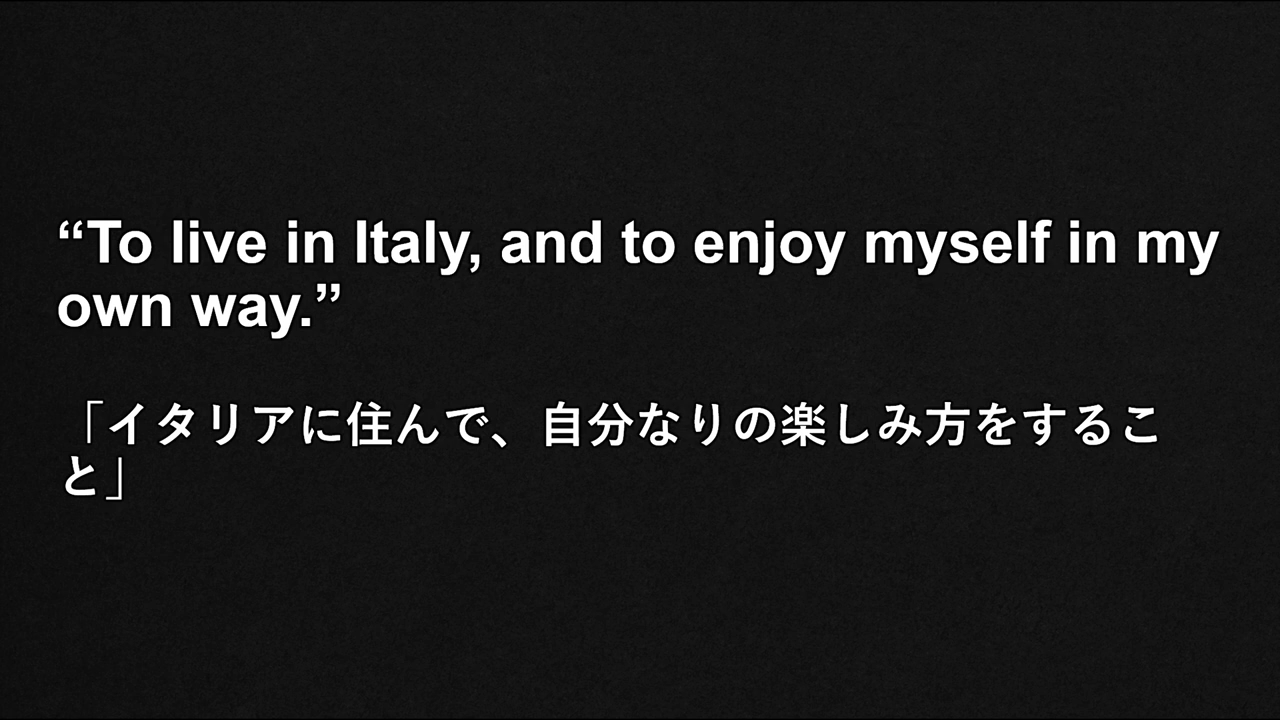 “To live in Italy, and to enjoy myself in my
own way.”
「イタリアに住んで、自分なりの楽しみ方をするこ
と」